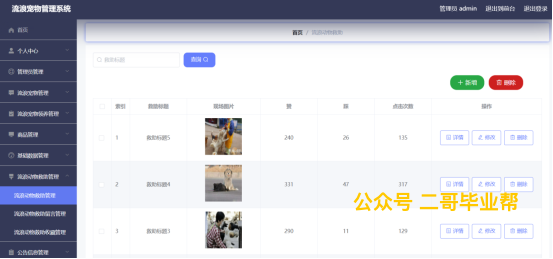 流浪宠物管理系统
管理员 admin 退出到前台 退出登录
首页
首页 / 流浪动物救助
个人中心
管理员管理
流浪宠物管理
流浪宠物领养管理
商品管理
基础数据管理
流浪动物救助管理
流浪动物救助管理
流浪动物救助留言管理
流浪动物救助收藏管理
公告信息管理
救助标题
查询
+ 新增
删除
索引 救助标题 现场图片 赞 踩 点击次数 操作
1 救助标题5 240 26 135 详情 修改 删除
2 救助标题4 331 47 317 详情 修改 删除
3 救助标题3 290 11 129 详情 修改 删除
公众号 二哥毕业帮